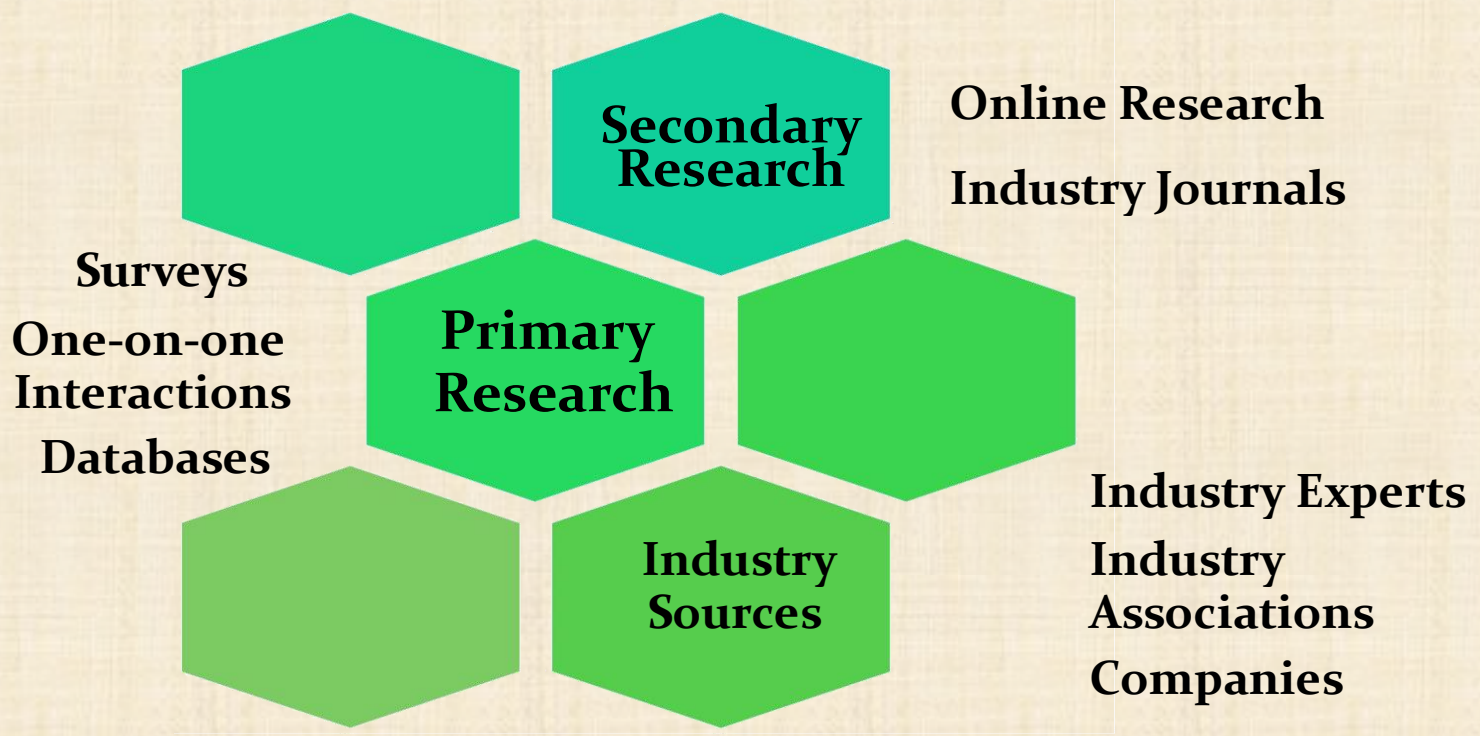 Secondary
Research
Online Research
Industry Journals
Surveys
One-on-one
Interactions
Databases
Primary
Research
Industry
Sources
Industry Experts
Industry
Associations
Companies